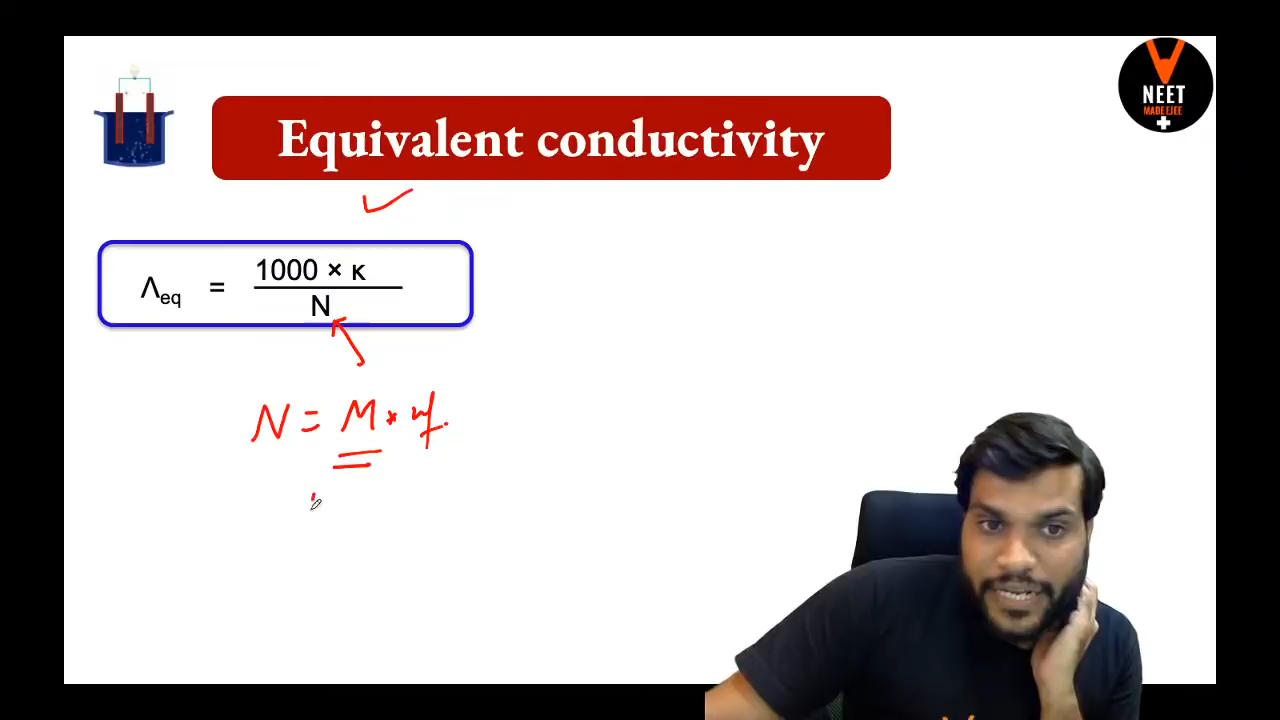 Equivalent conductivity
NEET
MADE EJEE
Λeq = 1000 × κ
N
N = M * nf.